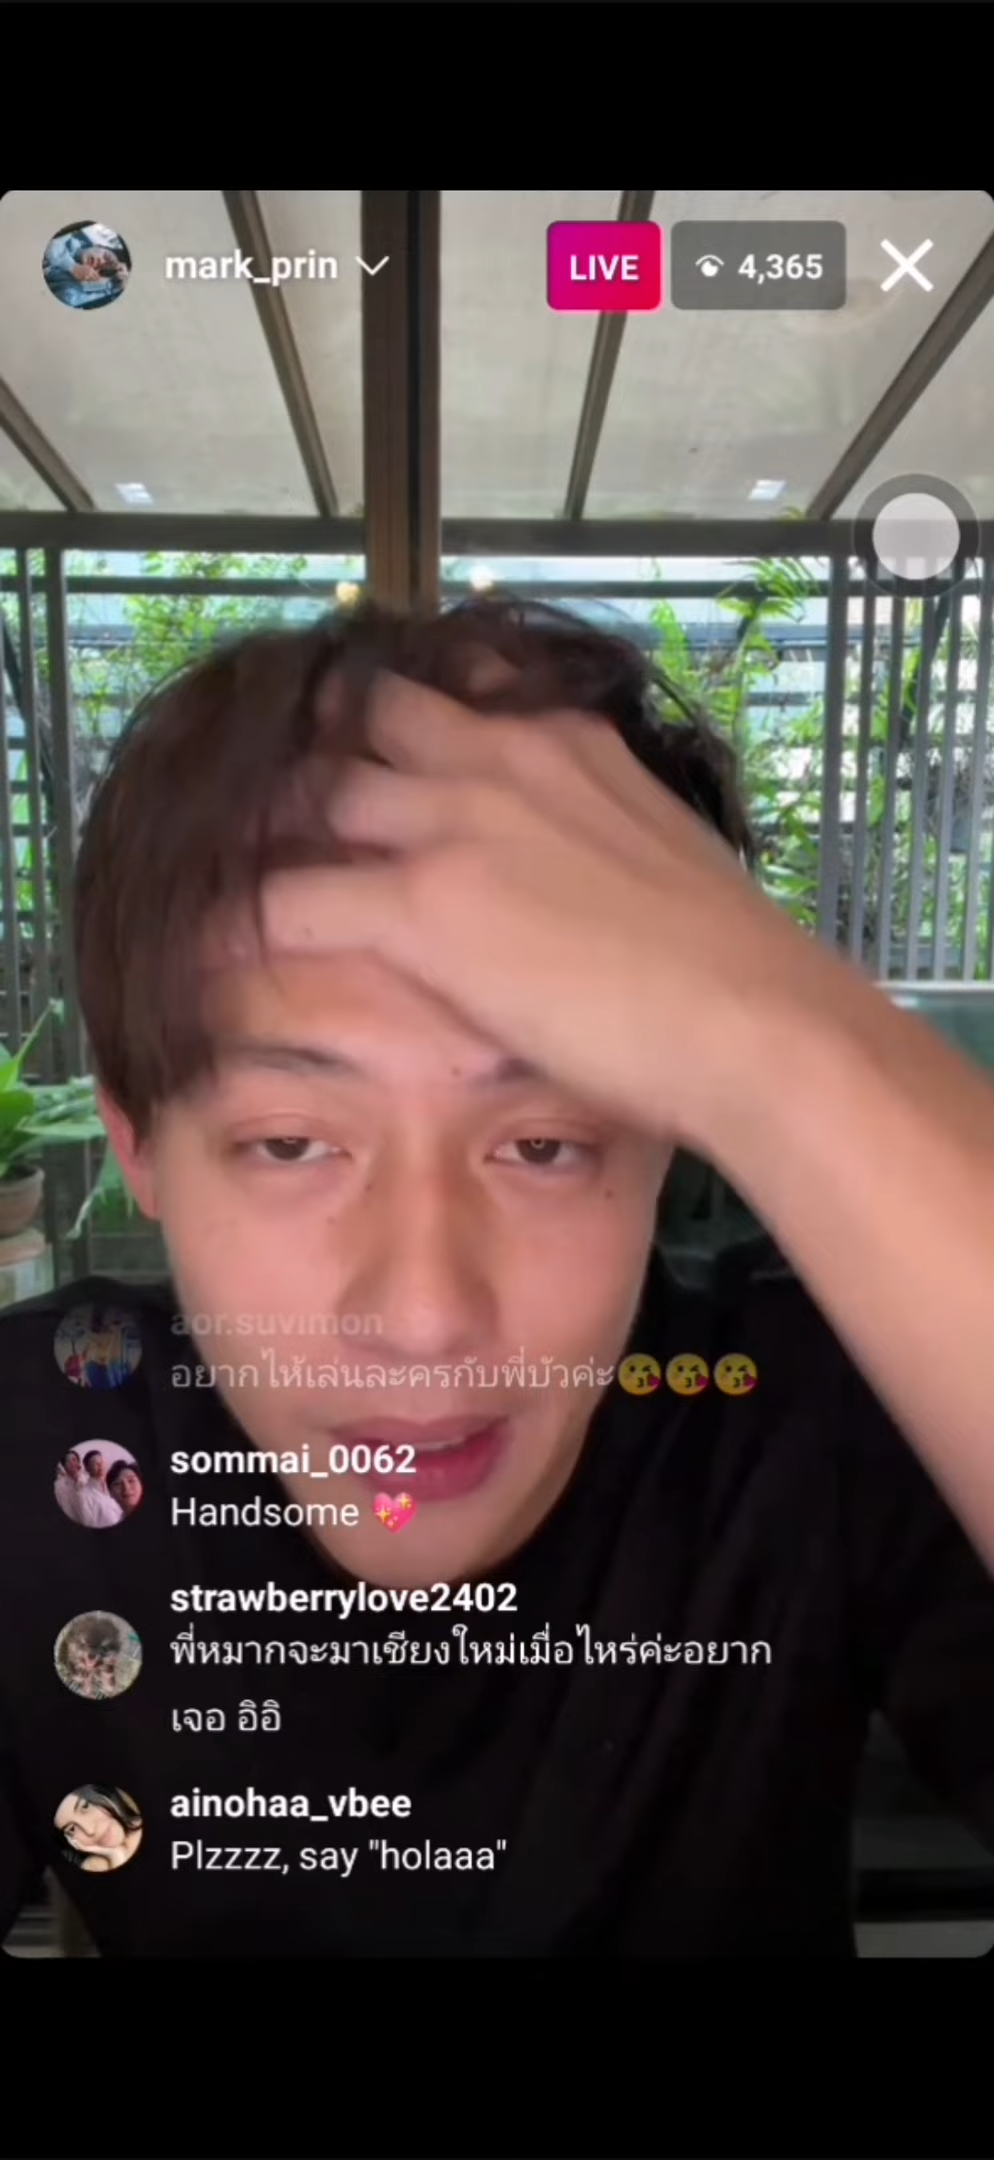 mark_prin
LIVE
4,365
aor.suvimon
อยากให้เล่นละครกับพี่บัวค่ะ😘😘😘
sommai_0062
Handsome 💖
strawberrylove2402
พี่หมากจะมาเชียงใหม่เมื่อไหร่ค่ะอยาก
เจอ อิอิ
ainohaa_vbee
Plzzzz, say "holaaa"